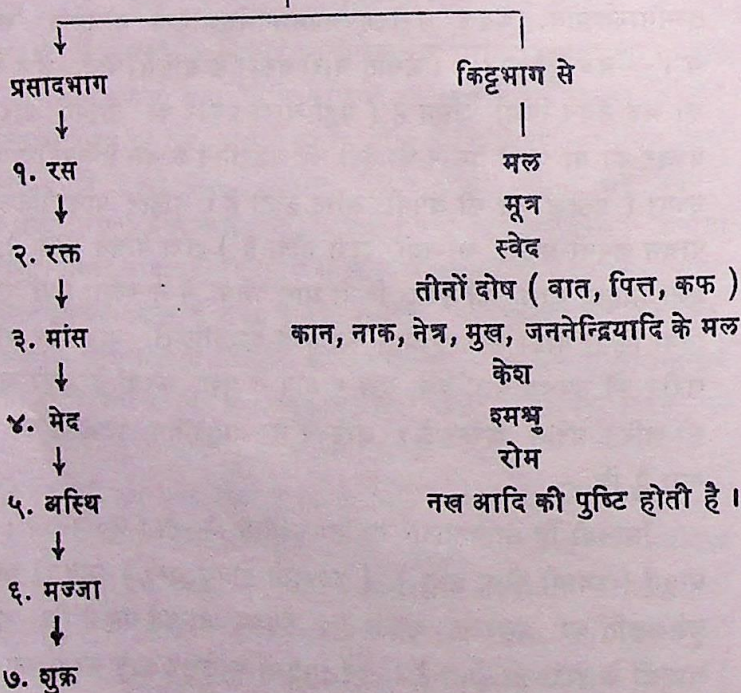 प्रसादभाग
किट्टभाग से
१. रस
मल
मूत्र
२. रक्त
स्वेद
तीनों दोष ( वात, पित्त, कफ )
३. मांस
कान, नाक, नेत्र, मुख, जननेन्द्रियादि के मल
केश
४. मेद
श्मश्रु
रोम
५. अस्थि
नख आदि की पुष्टि होती है ।
६. मज्जा
७. शुक्र